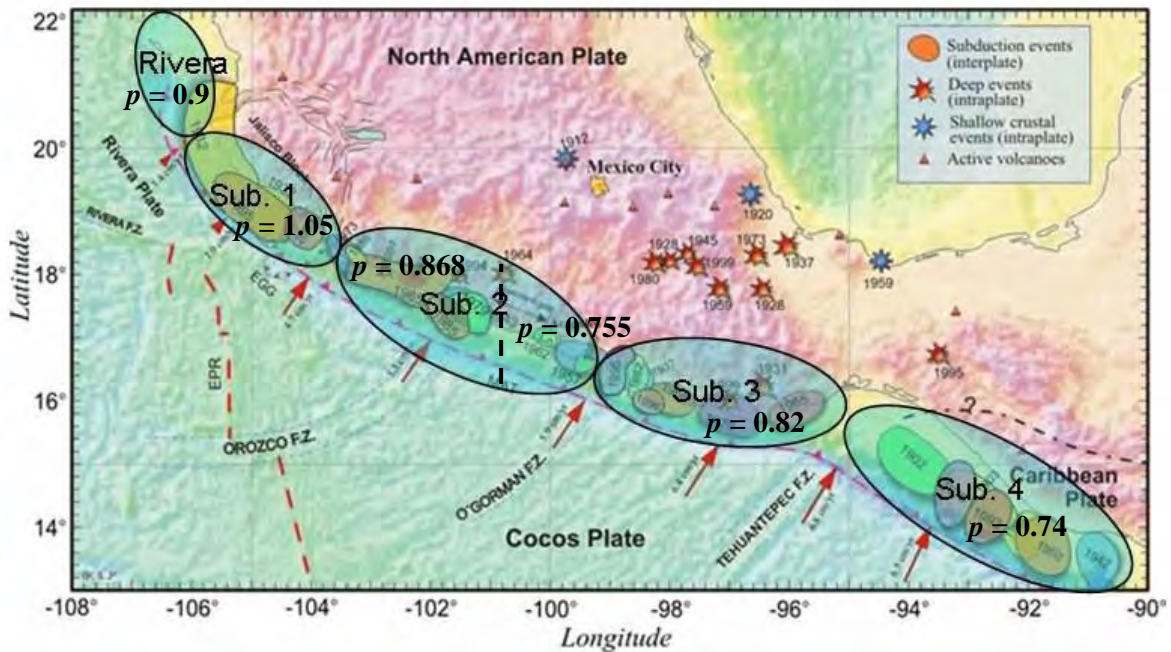 22°
20°
18°
16°
14°
Latitude
-108°
-106°
-104°
-102°
-100°
-98°
-96°
-94°
-92°
-90°
Longitude
North American Plate
Subduction events
(interplate)
Deep events
(intraplate)
Shallow crustal
events (intraplate)
Active volcanoes
Rivera
p = 0.9
Rivera Plate
Jalisco Block
RIVERA F.Z.
Sub. 1
p = 1.05
EGG
EPR
OROZCO F.Z.
p = 0.868
Sub. 2
p = 0.755
1964
1912
Mexico City
1920
1928
1945
1973
1980
1999
1937
1959
1928
1959
1995
Sub. 3
p = 0.82
1931
O'GORMAN F.Z.
TEHUANTEPEC F.Z.
Cocos Plate
?
Caribbean
Plate
1902
Sub. 4
p = 0.74
1942